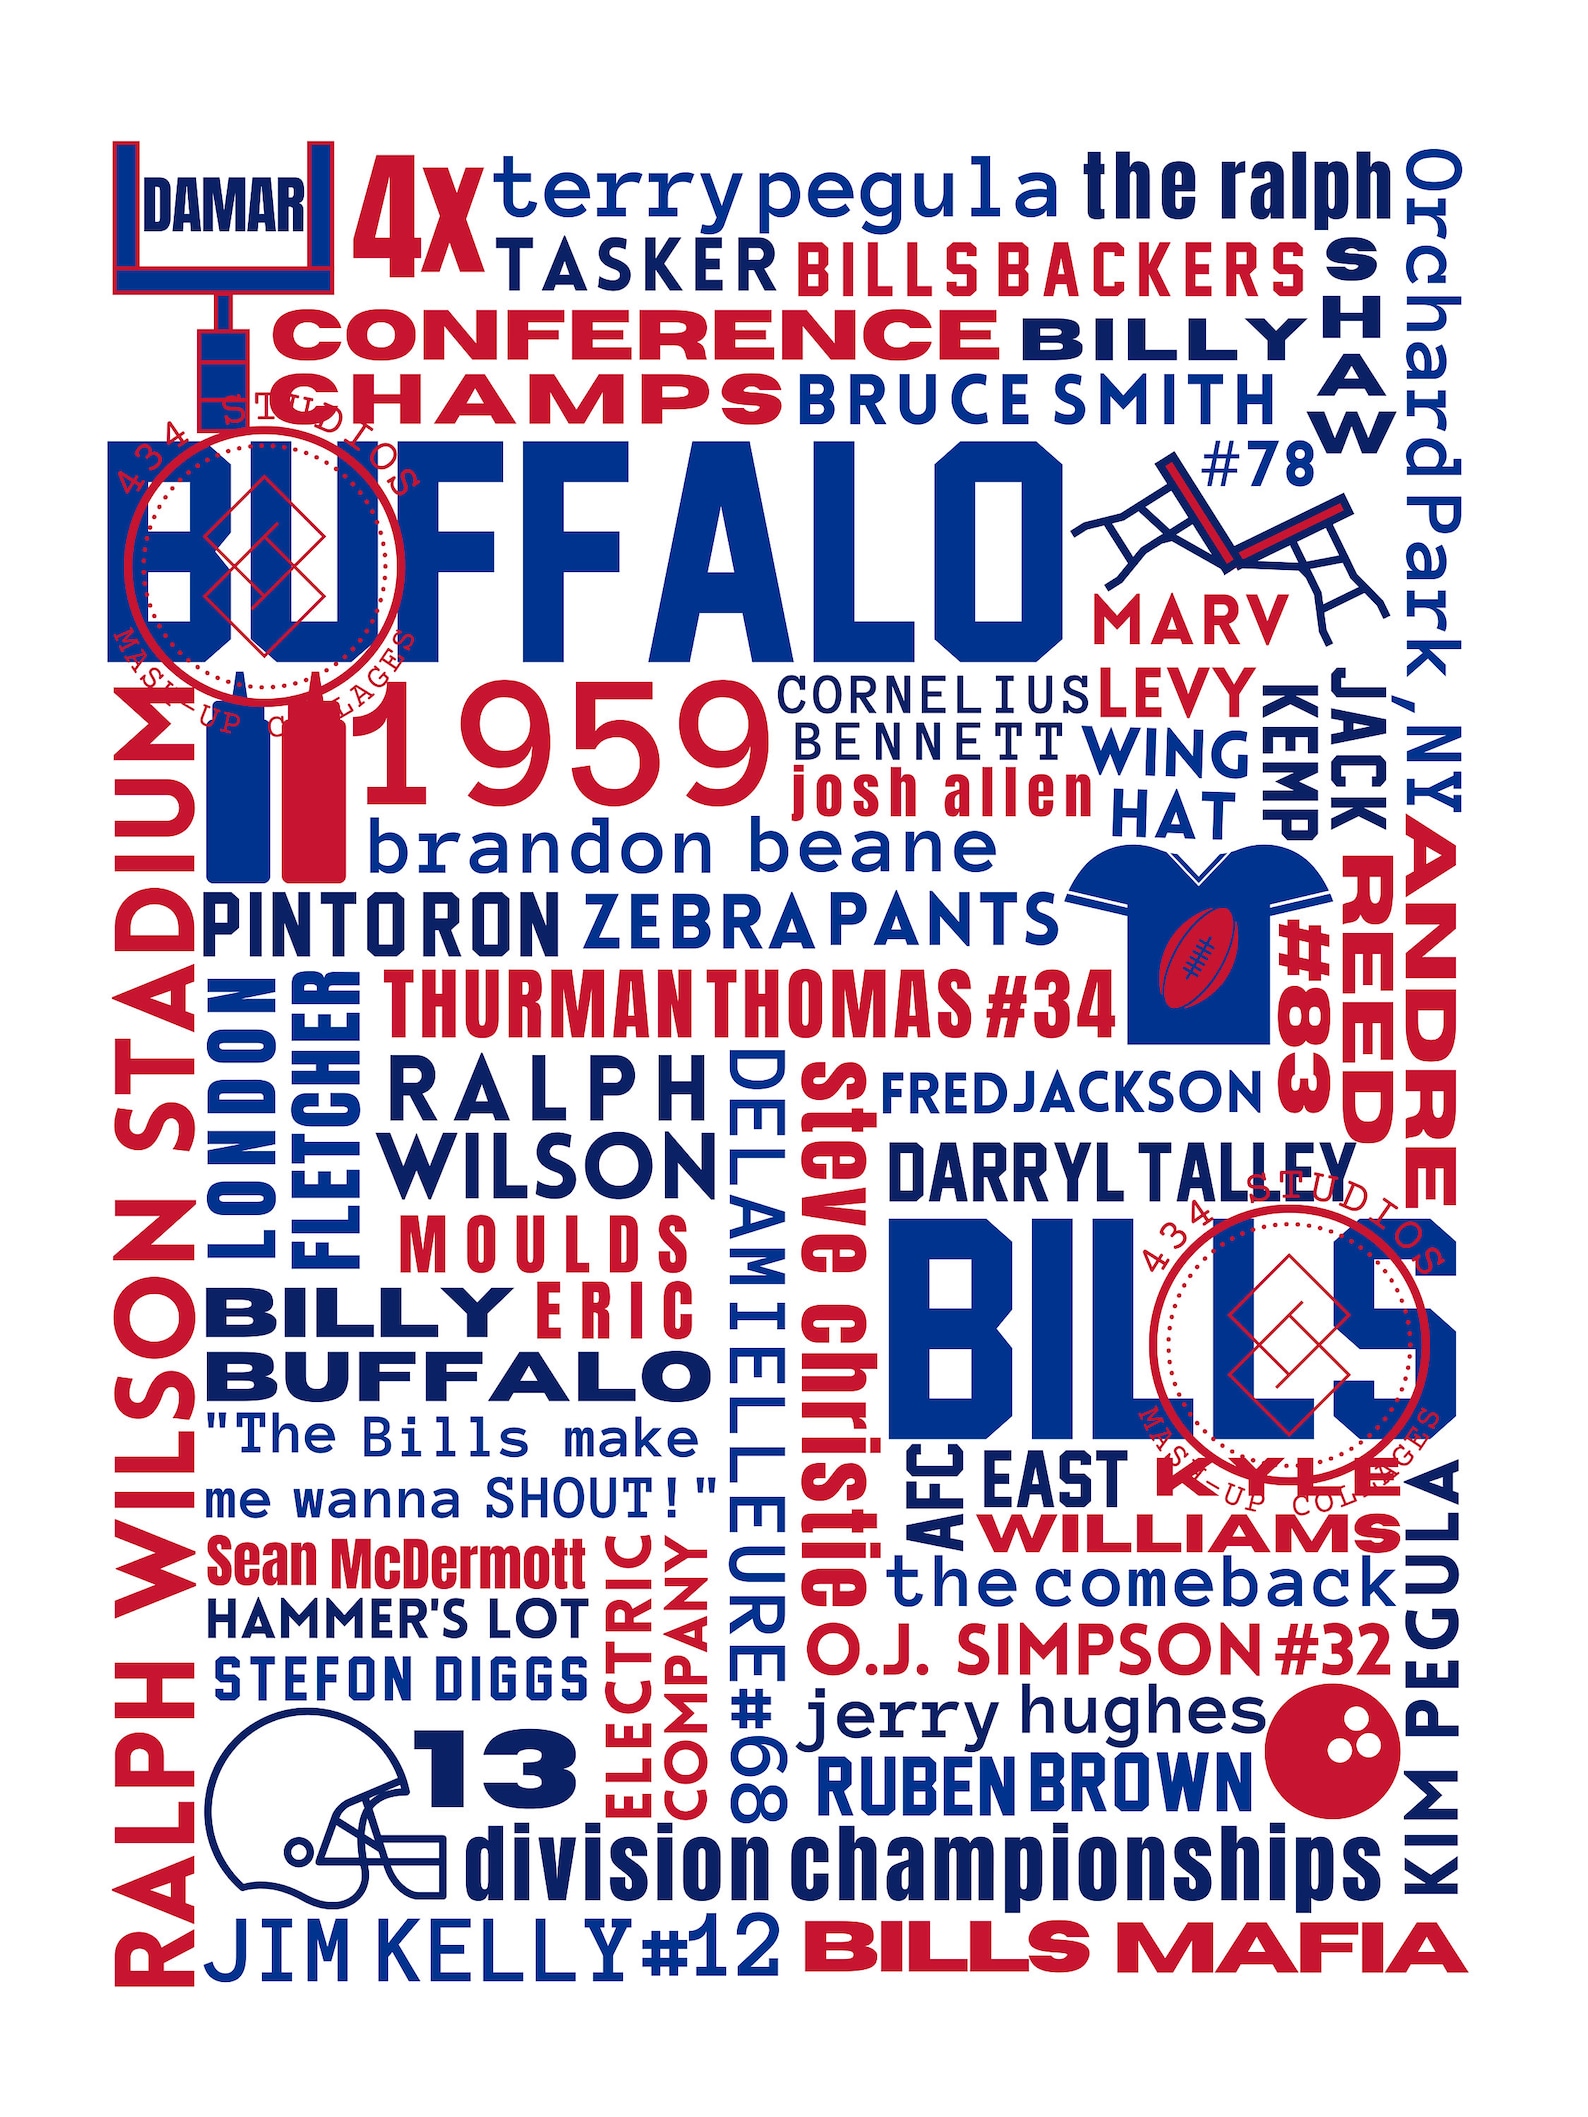 DAMAR
4x
terry pegula
the ralph
TASKER
BILLS BACKERS
CONFERENCE
CHAMPS
BILLY
SHAW
BRUCE SMITH
#78
Orchard Park, NY
BUFFALO
434 STUDIOS
MASH-UP COLLAGES
MARV
LEVY
1959
CORNELIUS
BENNETT
josh allen
WING
HAT
JACK
KEMP
brandon beane
PINTO RON
ZEBRA PANTS
ANDRE
REED
#83
RALPH WILSON STADIUM
LONDON
FLETCHER
THURMAN THOMAS #34
RALPH
WILSON
DELAMIELLEURE #68
steve christie
FRED JACKSON
DARRYL TALLEY
MOULDS
ERIC
BILLY
BUFFALO
BILLS
434 STUDIOS
MASH-UP COLLAGES
"The Bills make
me wanna SHOUT!"
AFC
EAST
KYLE
WILLIAMS
the comeback
KIM PEGULA
Sean McDermott
HAMMER'S LOT
STEFON DIGGS
ELECTRIC
COMPANY
O.J. SIMPSON #32
jerry hughes
RUBEN BROWN
13
division championships
JIM KELLY #12
BILLS MAFIA